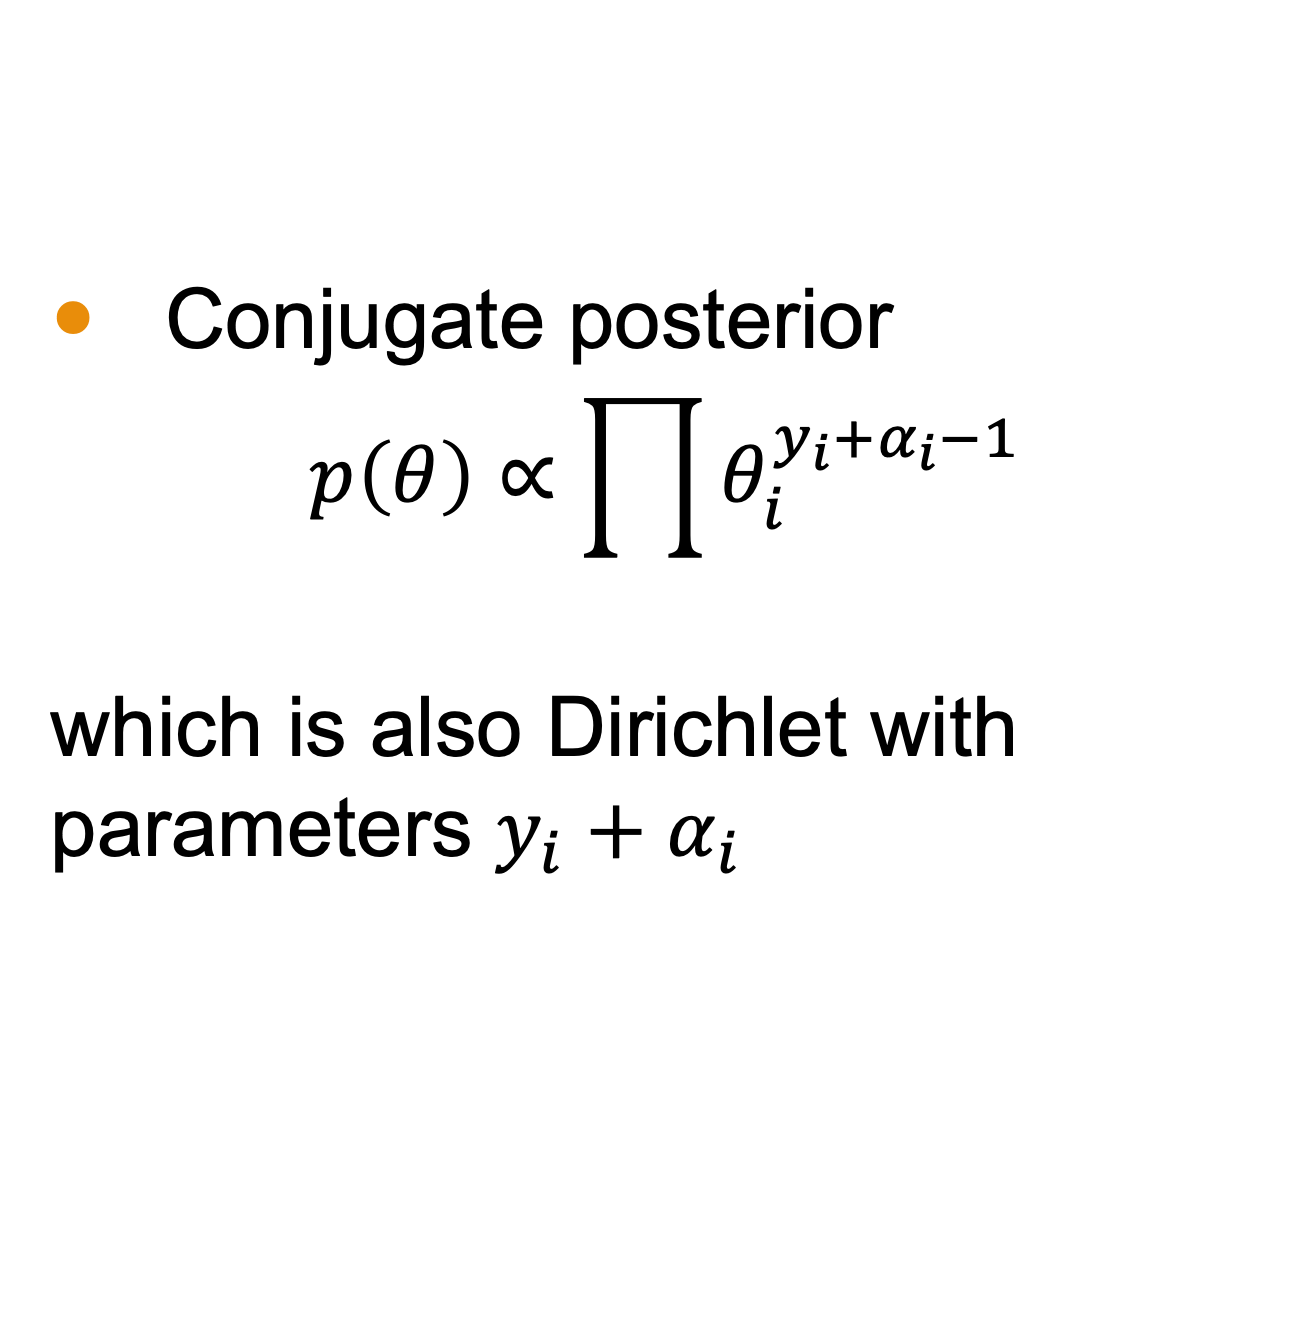 • Conjugate posterior
p(θ) ∝ ∏ θ_i^{y_i+α_i−1}
which is also Dirichlet with
parameters y_i + α_i